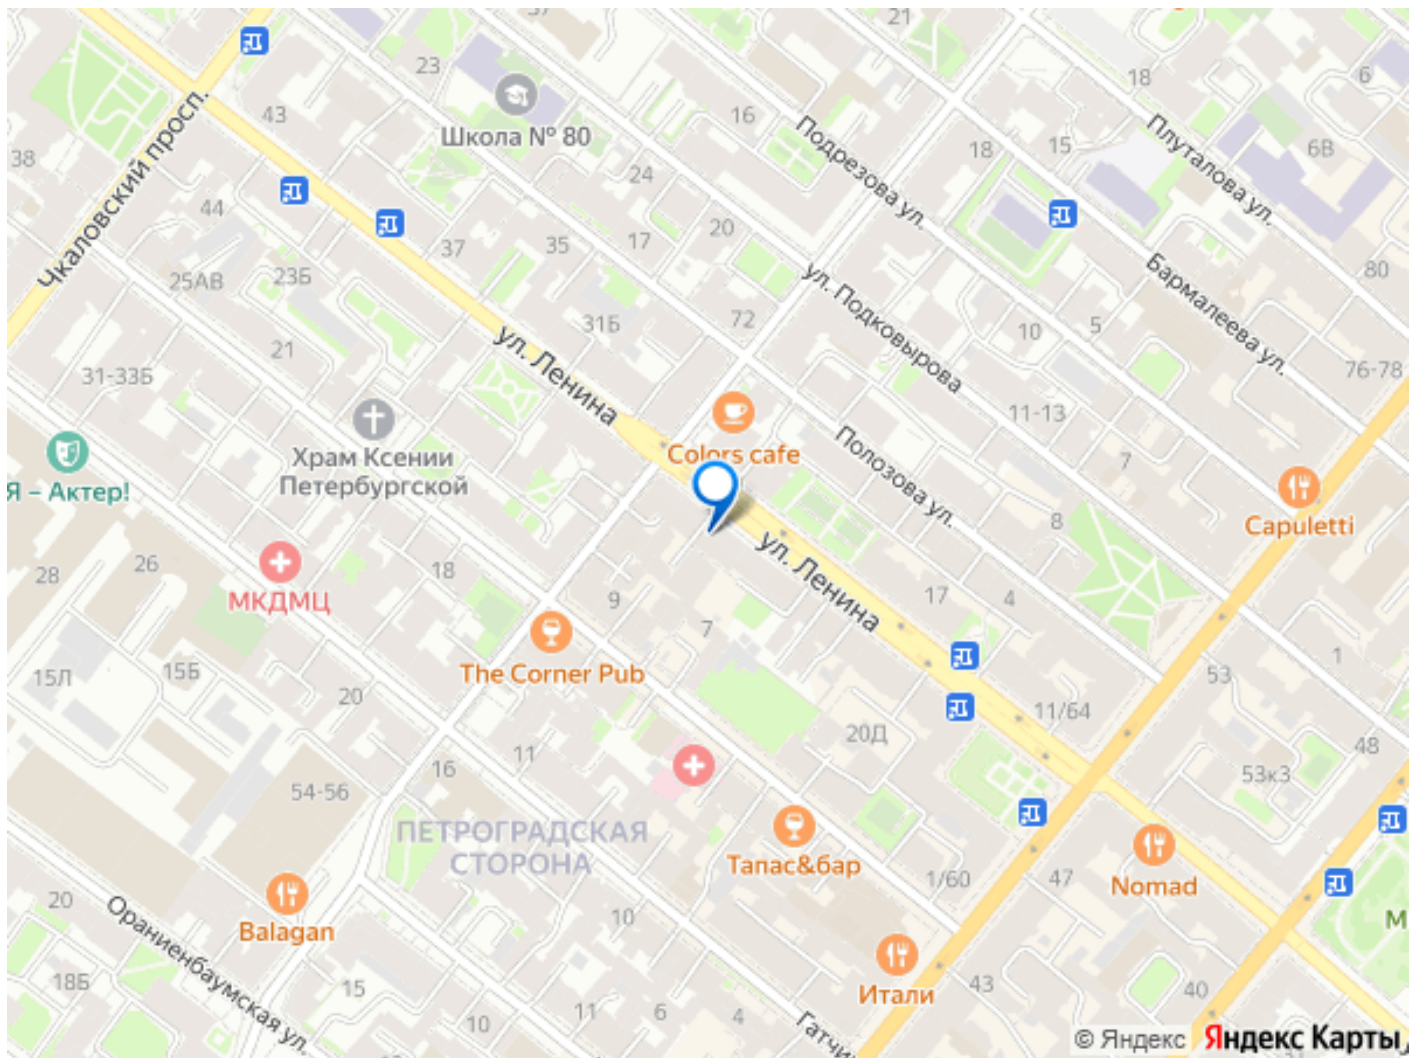 37
21
23
18
6
43
Школа № 80
16
Плуталова ул.
Подрезова ул.
18
15
6В
38
Чкаловский просп.
24
44
37
35
17
20
Бармалеева ул.
80
25АВ
23Б
ул. Подковырова
31Б
72
10
5
21
ул. Ленина
76-78
31-33Б
11-13
Храм Ксении
Петербургской
Colors cafe
Полозова ул.
7
Я – Актер!
Capuletti
8
ул. Ленина
28
26
18
МКДМЦ
9
17
4
7
The Corner Pub
15Л
15Б
20
1
53
11/64
20Д
11
48
16
53к3
54-56
ПЕТРОГРАДСКАЯ
СТОРОНА
Тапас&бар
1/60
47
Nomad
20
Ораниенбаумская ул.
Balagan
10
М
18Б
15
Итали
43
40
10
11
6
4
Гатчи
© Яндекс Яндекс Карты